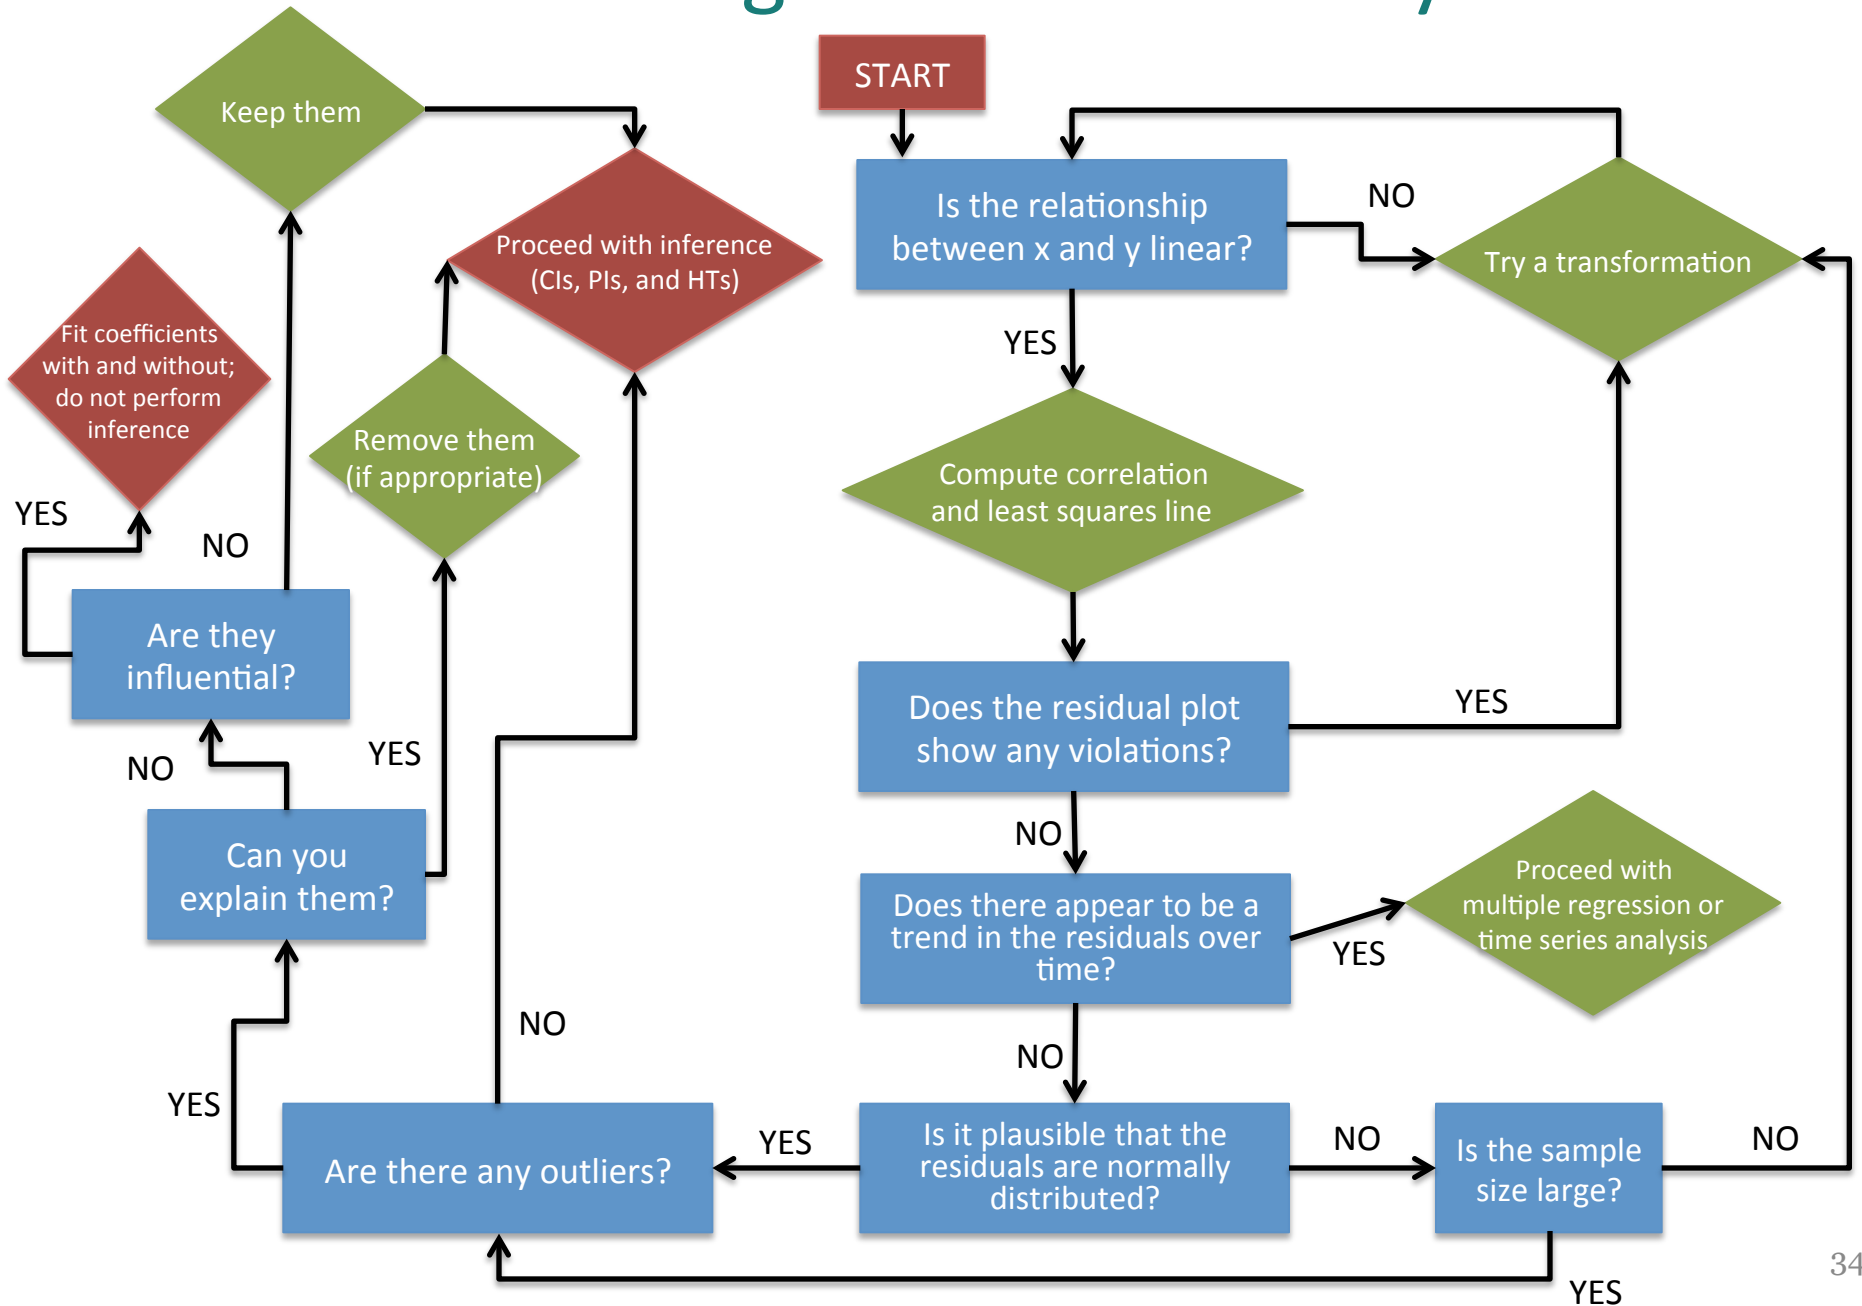 START
Keep them
Is the relationship
between x and y linear?
NO
Try a transformation
Proceed with inference
(CIs, PIs, and HTs)
Fit coefficients
with and without;
do not perform
inference
YES
Remove them
(if appropriate)
Compute correlation
and least squares line
YES
NO
Are they
influential?
Does the residual plot
show any violations?
YES
NO
YES
NO
Can you
explain them?
Does there appear to be a
trend in the residuals over
time?
YES
Proceed with
multiple regression or
time series analysis
NO
NO
YES
Are there any outliers?
YES
Is it plausible that the
residuals are normally
distributed?
NO
Is the sample
size large?
NO
YES
34